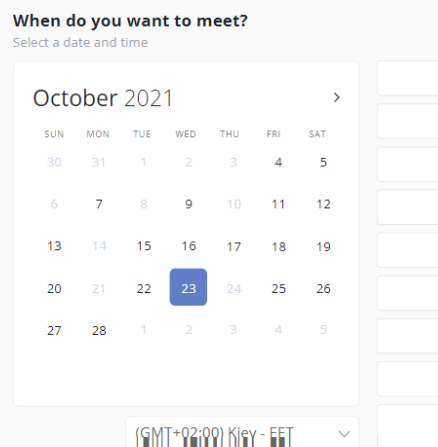 When do you want to meet?
Select a date and time
October 2021
SUN MON TUE WED THU FRI SAT
30 31 1 2 3 4 5
6 7 8 9 10 11 12
13 14 15 16 17 18 19
20 21 22 23 24 25 26
27 28 1 2 3 4 5
(GMT+02:00) Kiev - EET